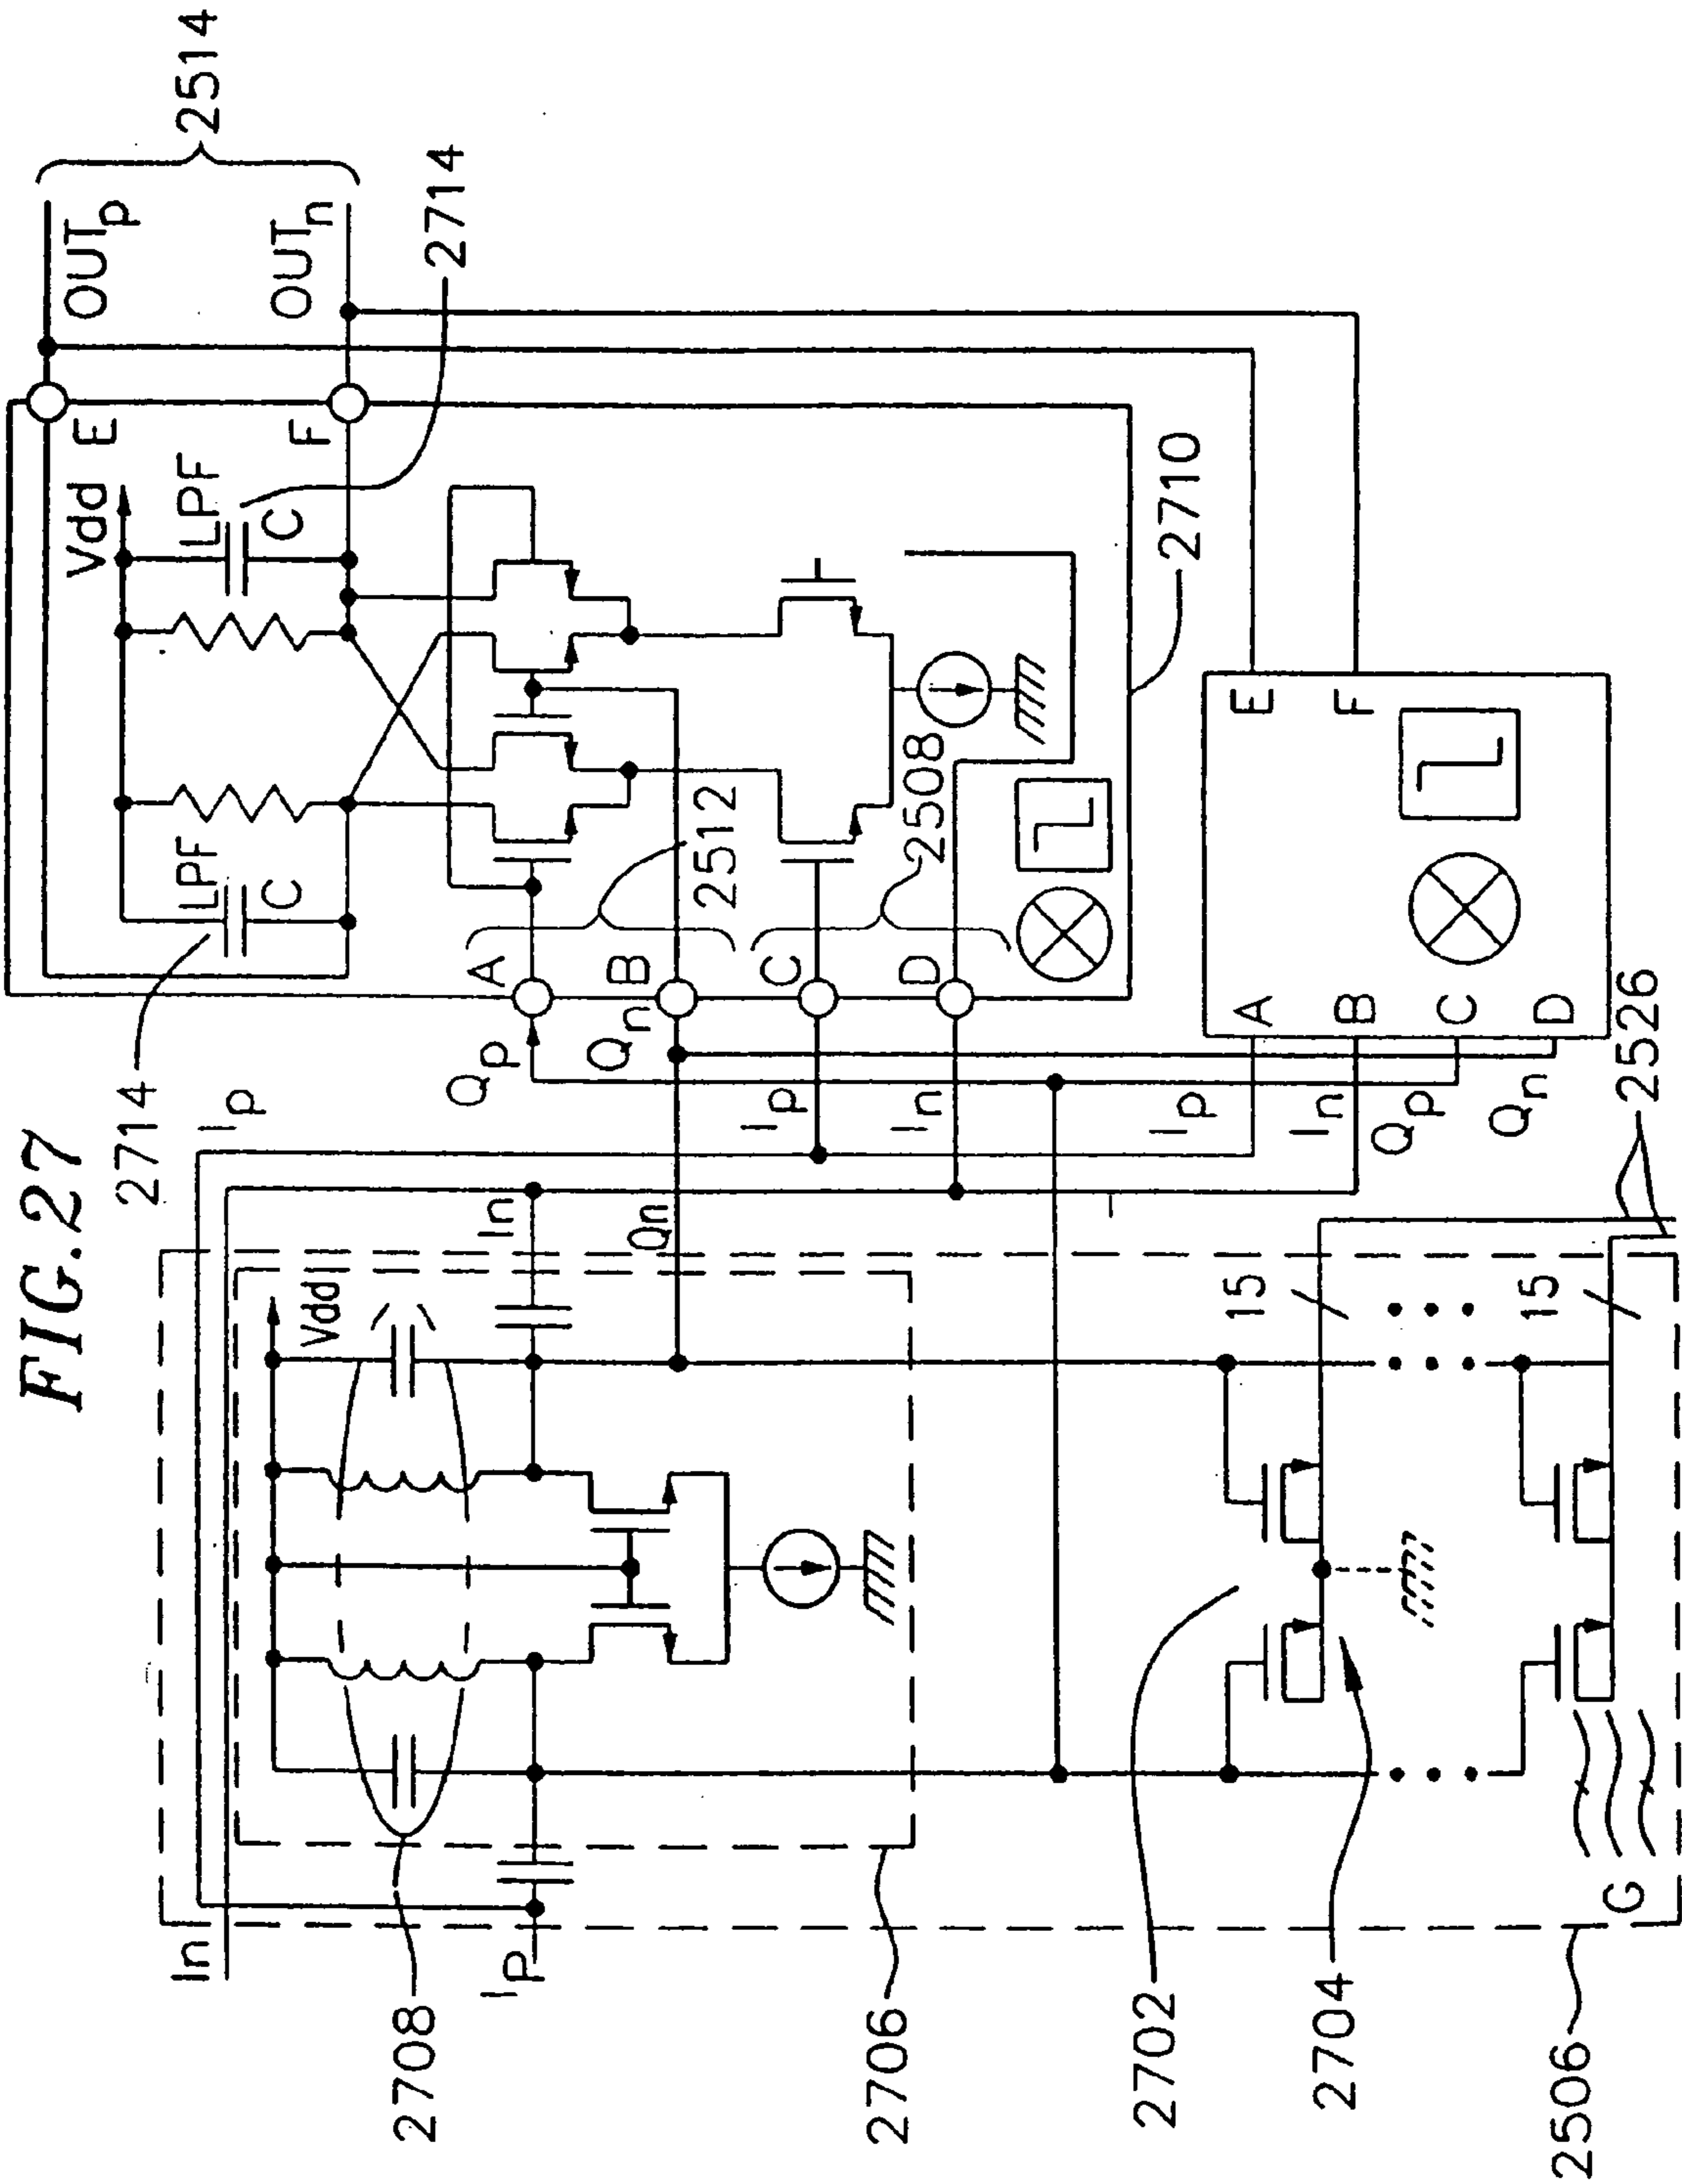 FIG.27
2514
OUTp
OUTn
2714
E
F
Vdd
LPF
C
LPF
C
2714
Ip
Qp
A
Qn
B
2512
Ip
C
2508
In
D
2710
In
Qn
Vdd
In
Ip
2708
2706
Ip
In
Qp
Qn
A
B
C
D
E
F
2526
15
15
2702
2704
G
2506